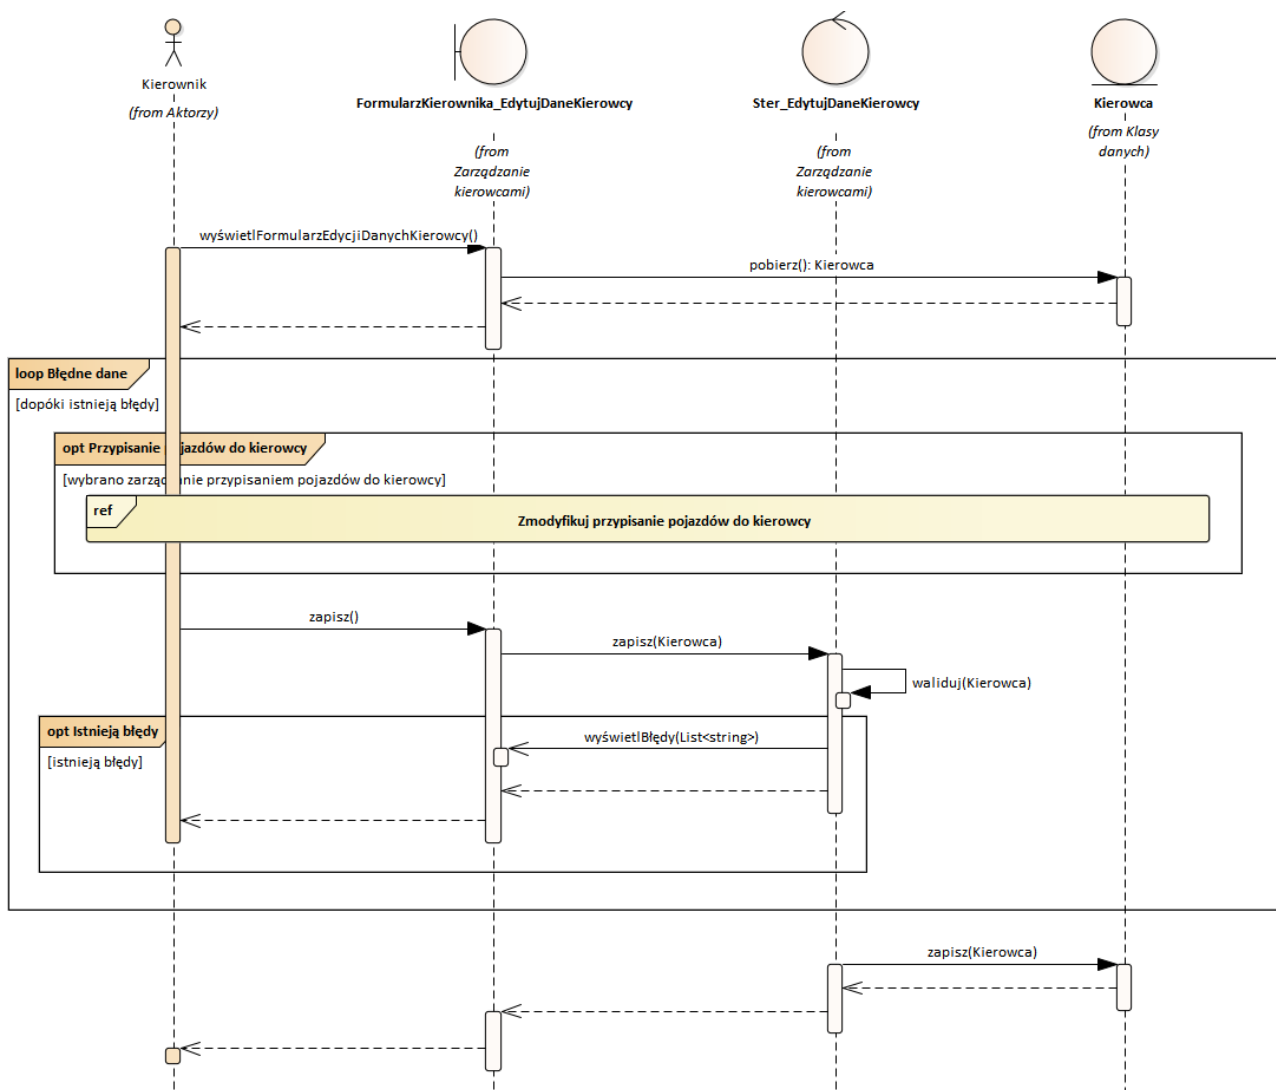 Kierownik
(from Aktorzy)
FormularzKierownika_EdytujDaneKierowcy
(from
Zarządzanie
kierowcami)
Ster_EdytujDaneKierowcy
(from
Zarządzanie
kierowcami)
Kierowca
(from Klasy
danych)
wyświetlFormularzEdycjiDanychKierowcy()
pobierz(): Kierowca
loop Błędne dane
[dopóki istnieją błędy]
opt Przypisanie jazdów do kierowcy
[wybrano zarząd nie przypisaniem pojazdów do kierowcy]
ref
Zmodyfikuj przypisanie pojazdów do kierowcy
zapisz()
zapisz(Kierowca)
waliduj(Kierowca)
opt Istnieją błędy
[istnieją błędy]
wyświetlBłędy(List<string>)
zapisz(Kierowca)